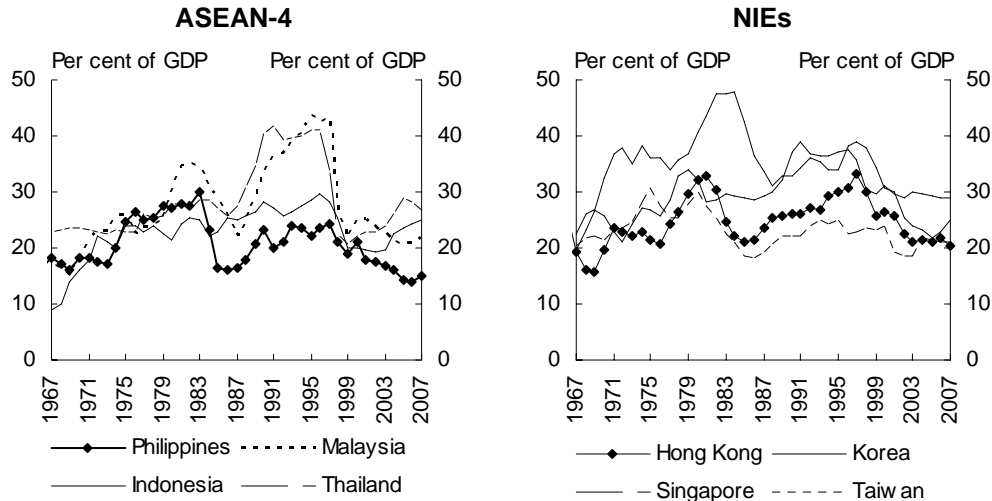 ASEAN-4
Per cent of GDP Per cent of GDP
50 50
40 40
30 30
20 20
10 10
0 0
1967 1971 1975 1979 1983 1987 1991 1995 1999 2003 2007
Philippines Malaysia
Indonesia Thailand
NIEs
Per cent of GDP Per cent of GDP
50 50
40 40
30 30
20 20
10 10
0 0
1967 1971 1975 1979 1983 1987 1991 1995 1999 2003 2007
Hong Kong Korea
Singapore Taiwan